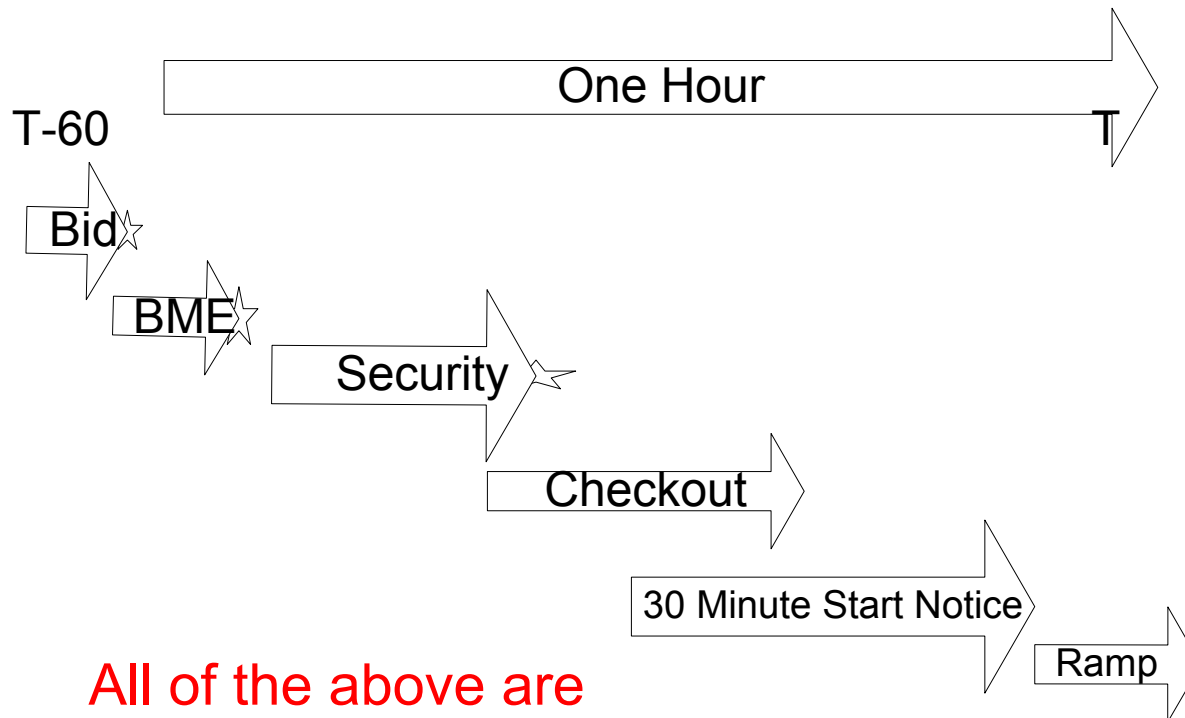 One Hour
T-60
T
Bid
BME
Security
Checkout
30 Minute Start Notice
Ramp
All of the above are